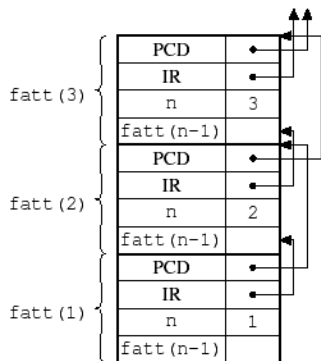 PCD
IR
fatt(3)
n 3
fatt(n-1)
PCD
IR
fatt(2)
n 2
fatt(n-1)
PCD
IR
fatt(1)
n 1
fatt(n-1)